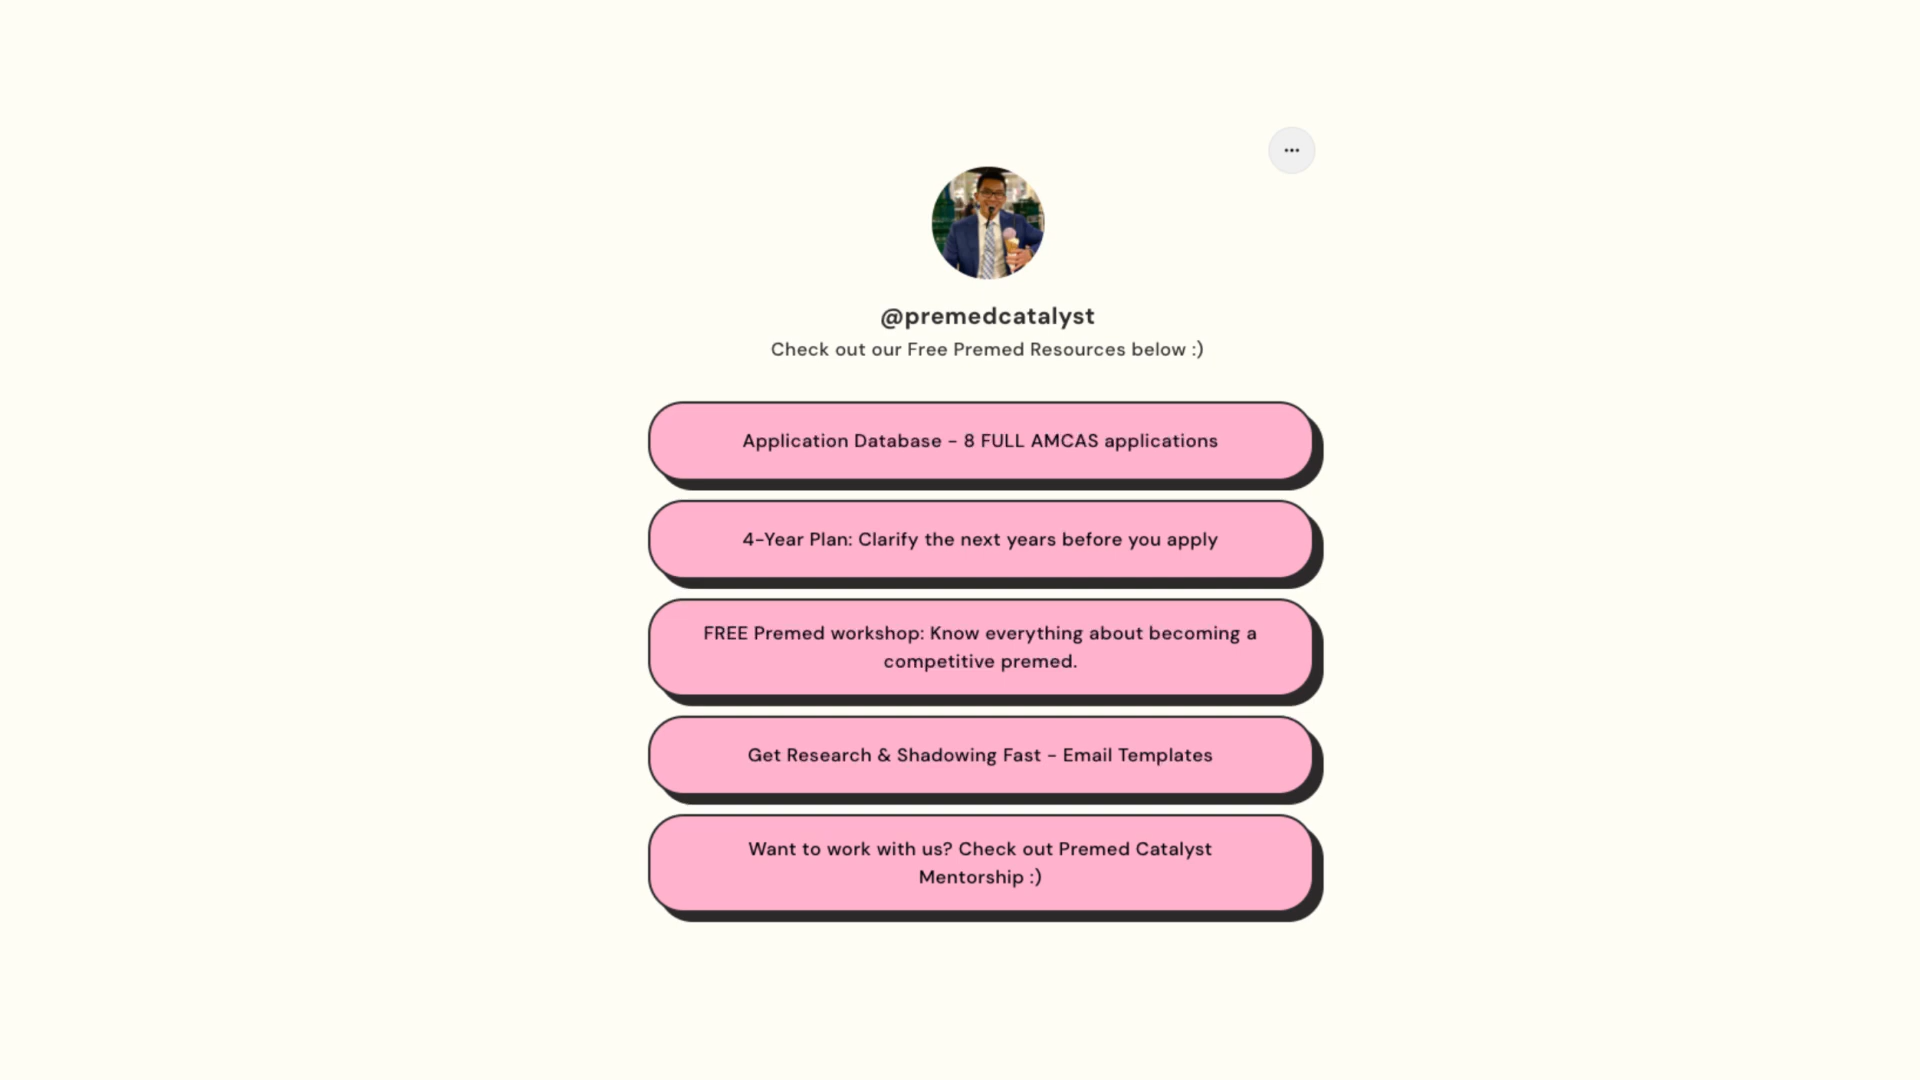 @premedcatalyst
Check out our Free Premed Resources below :)
Application Database - 8 FULL AMCAS applications
4-Year Plan: Clarify the next years before you apply
FREE Premed workshop: Know everything about becoming a
competitive premed.
Get Research & Shadowing Fast - Email Templates
Want to work with us? Check out Premed Catalyst
Mentorship :)